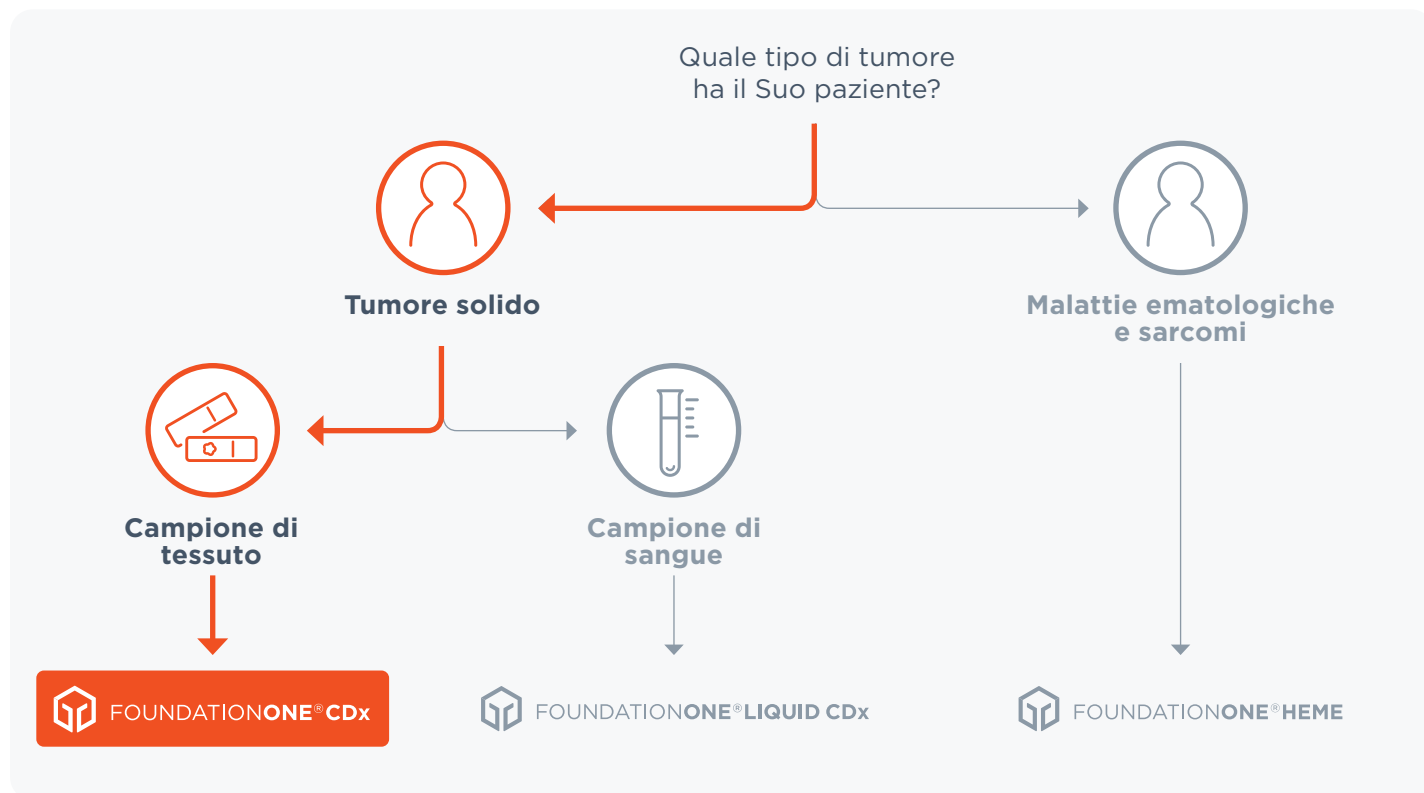 Quale tipo di tumore
ha il Suo paziente?
Tumore solido
Malattie ematologiche
e sarcomi
Campione di
tessuto
Campione di
sangue
FOUNDATIONONE®CDx
FOUNDATIONONE®LIQUID CDx
FOUNDATIONONE®HEME